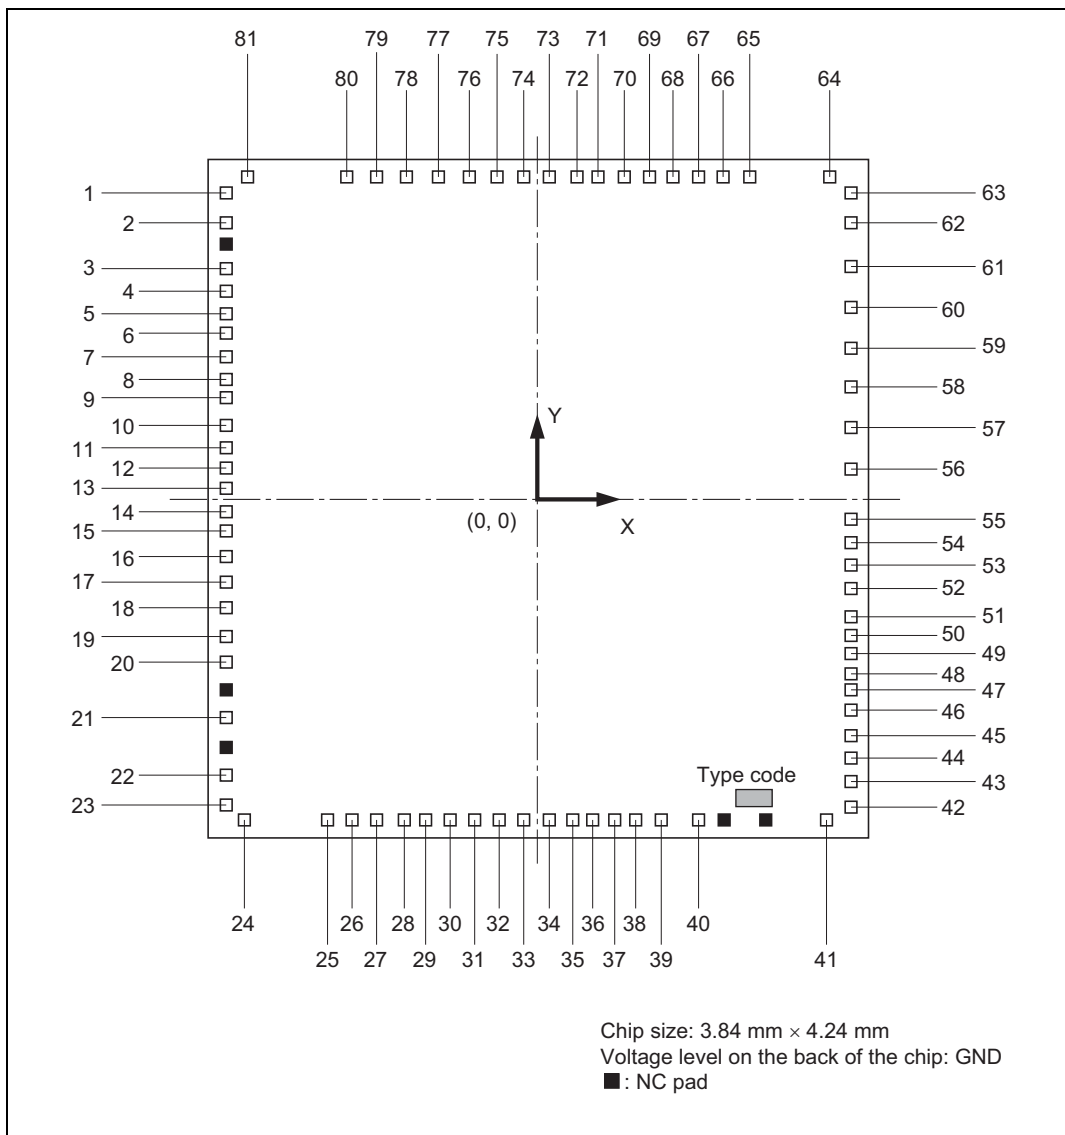 81 79 77 75 73 71 69 67 65
80 78 76 74 72 70 68 66 64
1 63
2 62
3 61
4
5 60
6
7 59
8 58
9
10 57
11
12 56
13
14 55
(0, 0) X
Y
15 54
16 53
17 52
18 51
19 50
20 49
48
47
21 46
45
44
22 Type code 43
23 42
24 26 28 30 32 34 36 38 40
25 27 29 31 33 35 37 39 41
Chip size: 3.84 mm × 4.24 mm
Voltage level on the back of the chip: GND
■: NC pad